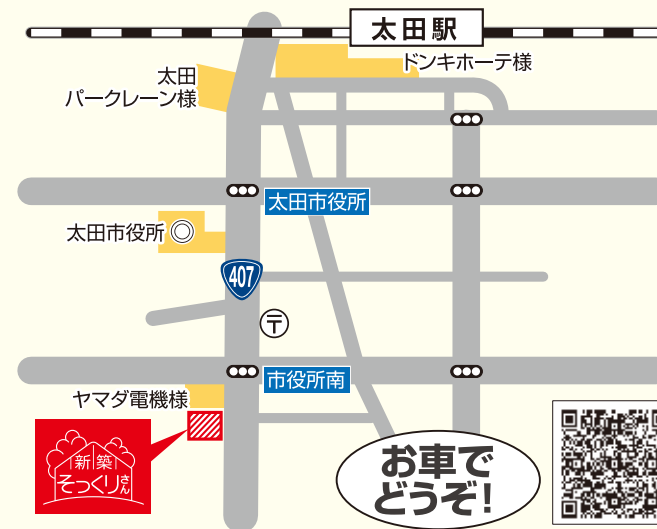 太田駅
ドンキホーテ様
太田
パークレーン様
太田市役所
太田市役所
407
〒
市役所南
ヤマダ電機様
新築
そっくりさん
お車で
どうぞ!